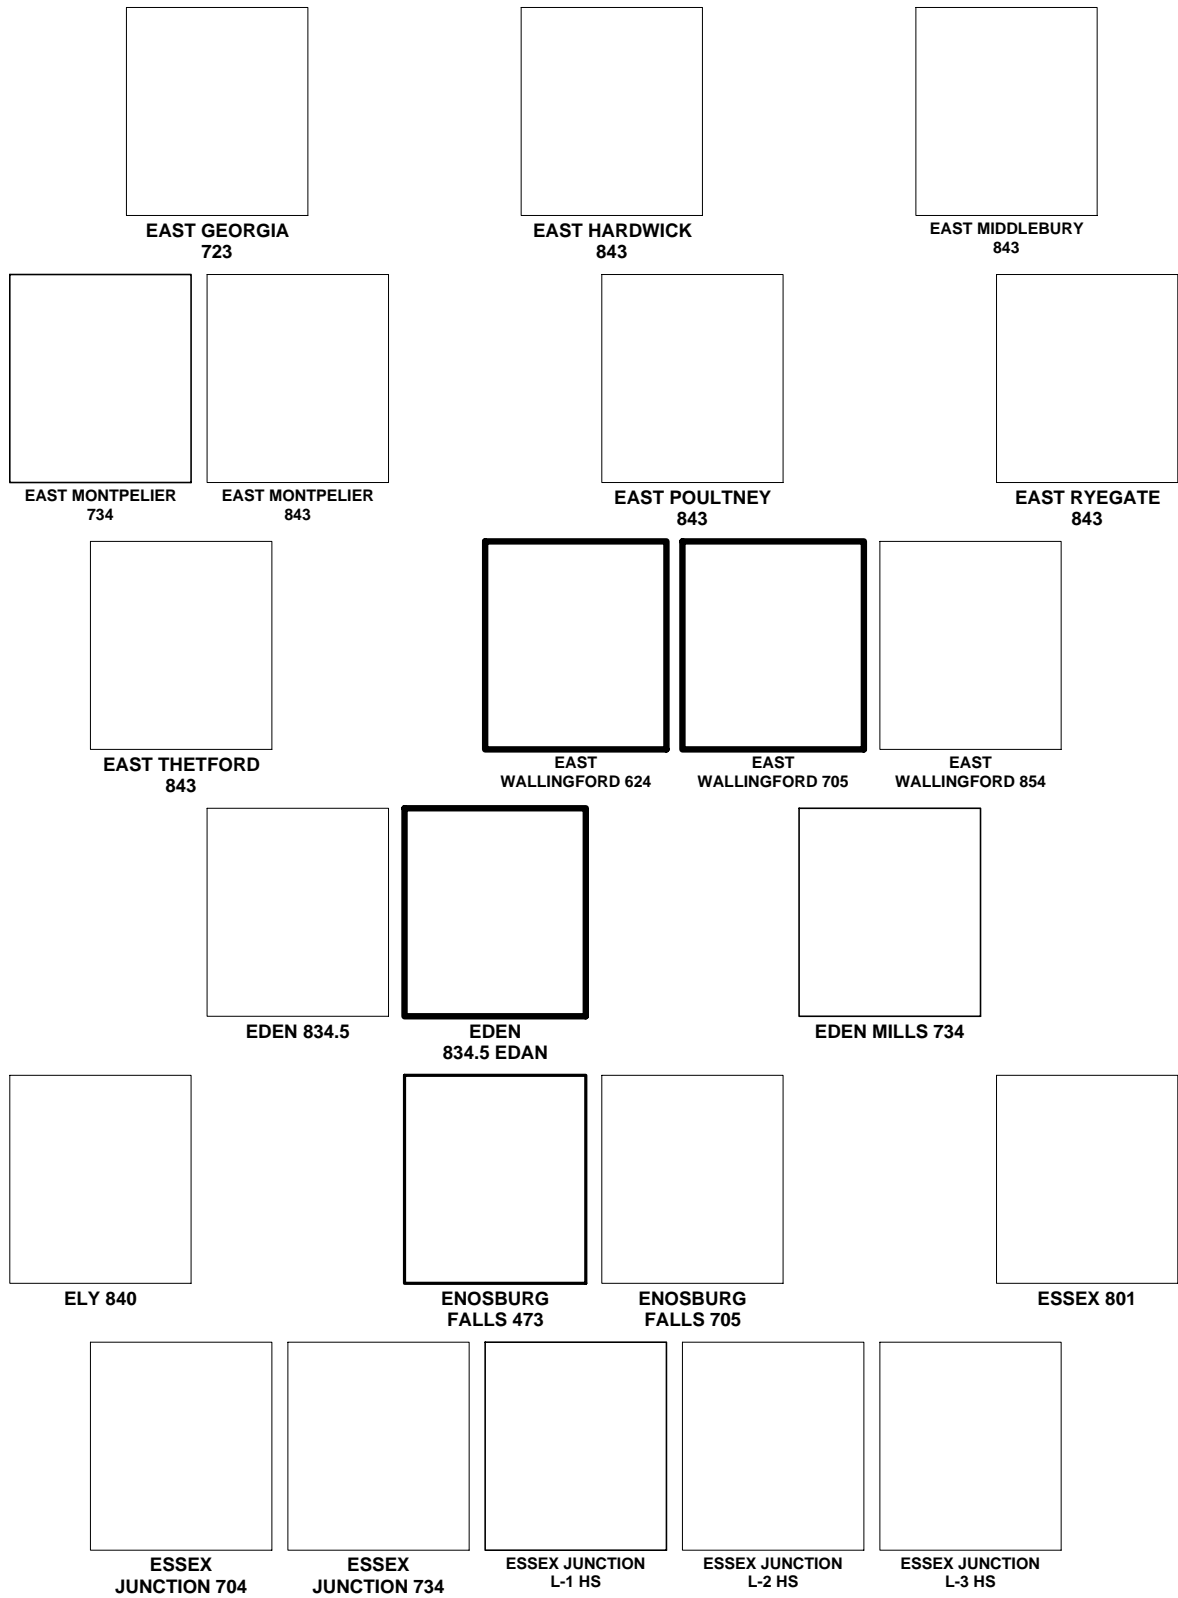 EAST GEORGIA
723
EAST HARDWICK
843
EAST MIDDLEBURY
843
EAST MONTPELIER
734
EAST MONTPELIER
843
EAST POULTNEY
843
EAST RYEGATE
843
EAST THETFORD
843
EAST
WALLINGFORD 624
EAST
WALLINGFORD 705
EAST
WALLINGFORD 854
EDEN 834.5
EDEN
834.5 EDAN
EDEN MILLS 734
ELY 840
ENOSBURG
FALLS 473
ENOSBURG
FALLS 705
ESSEX 801
ESSEX
JUNCTION 704
ESSEX
JUNCTION 734
ESSEX JUNCTION
L-1 HS
ESSEX JUNCTION
L-2 HS
ESSEX JUNCTION
L-3 HS